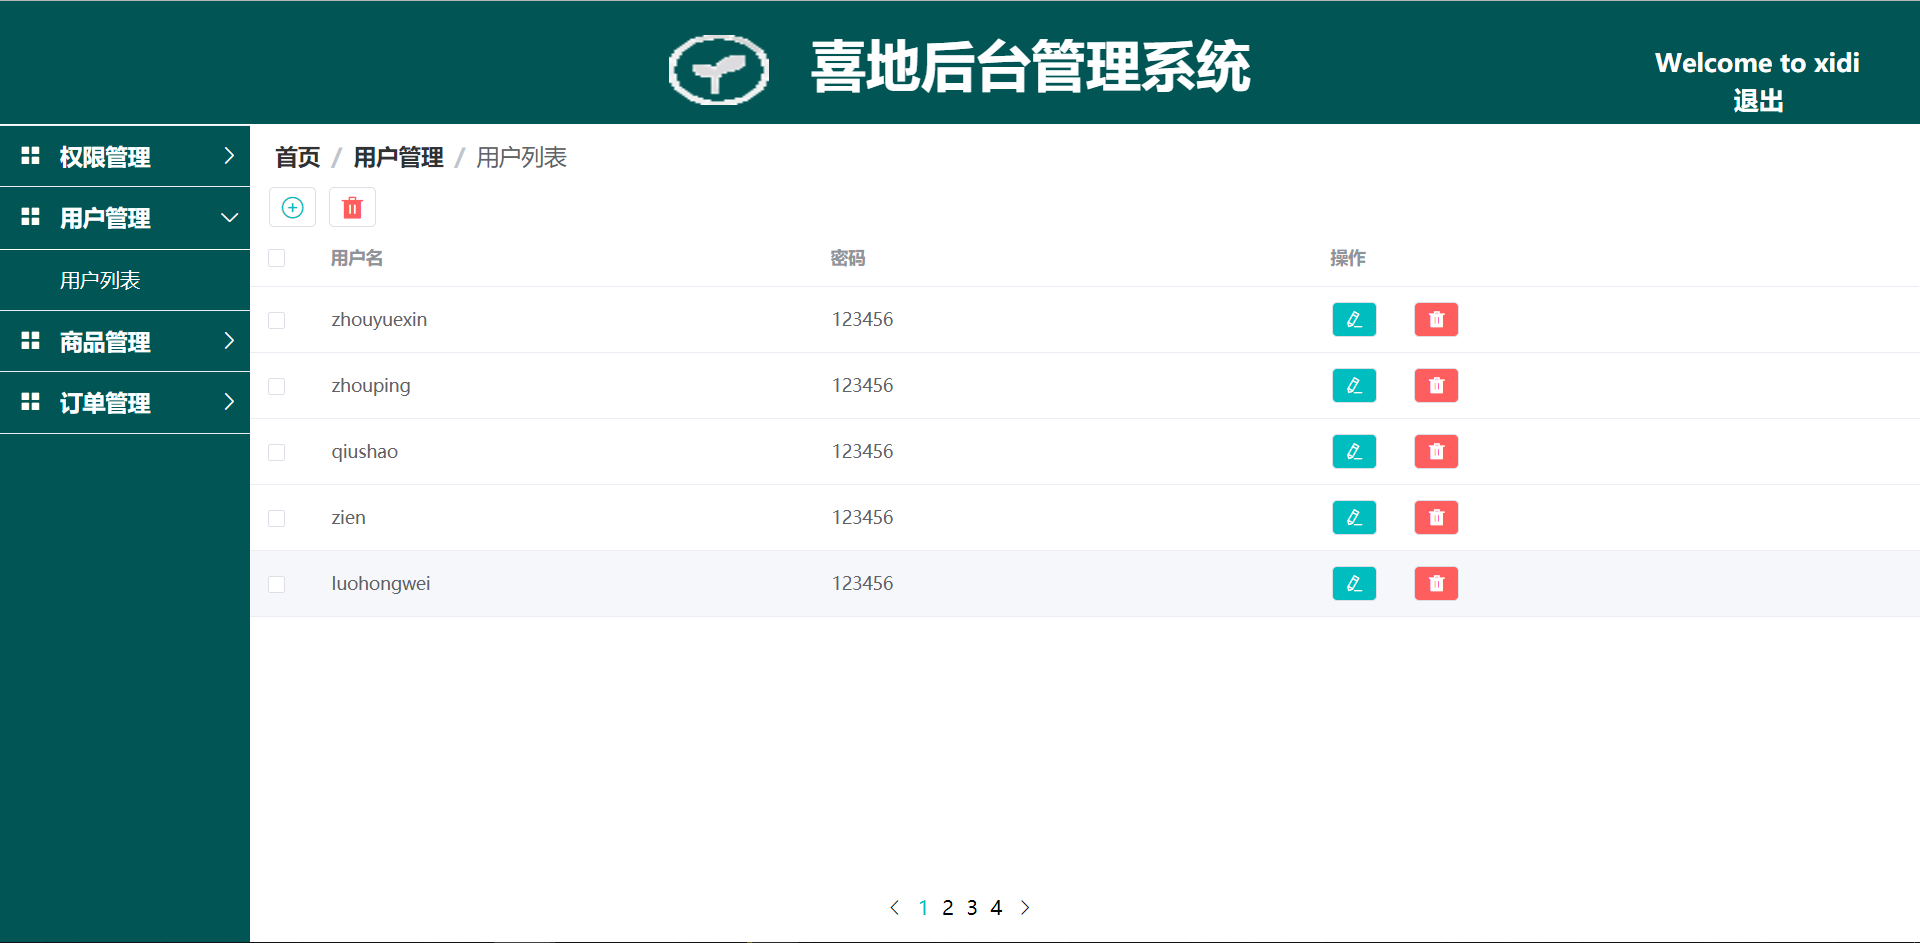 喜地后台管理系统
Welcome to xidi
退出
权限管理
用户管理
用户列表
商品管理
订单管理
首页 / 用户管理 / 用户列表
用户名 密码 操作
zhouyuexin 123456
zhouping 123456
qiushao 123456
zien 123456
luohongwei 123456
1 2 3 4